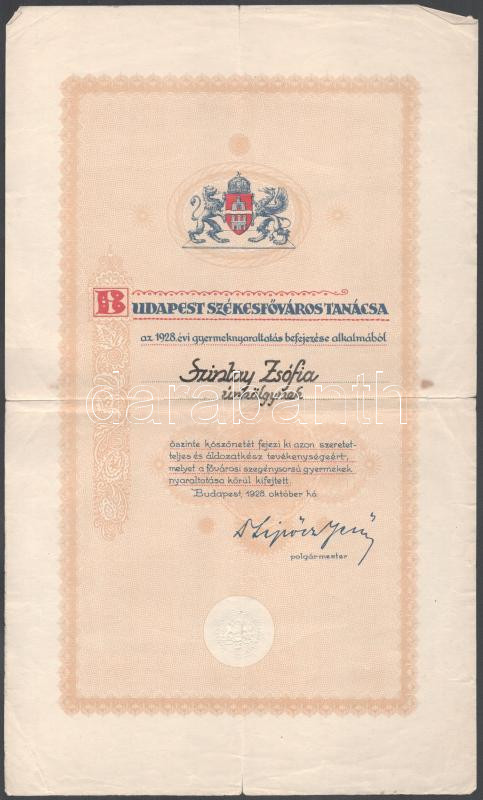 BUDAPEST SZÉKESFŐVÁROS TANÁCSA
az 1928. évi gyermeknyaraltatás befejezése alkalmából
Szintay Zsófia
úrhölgynek
őszinte köszönetét fejezi ki azon szeretet-
teljes és áldozatkész tevékenységéért,
melyet a fővárosi szegénysorsú gyermekek
nyaraltatása körül kifejtett.
Budapest, 1928. október hó.
polgármester
carabanth